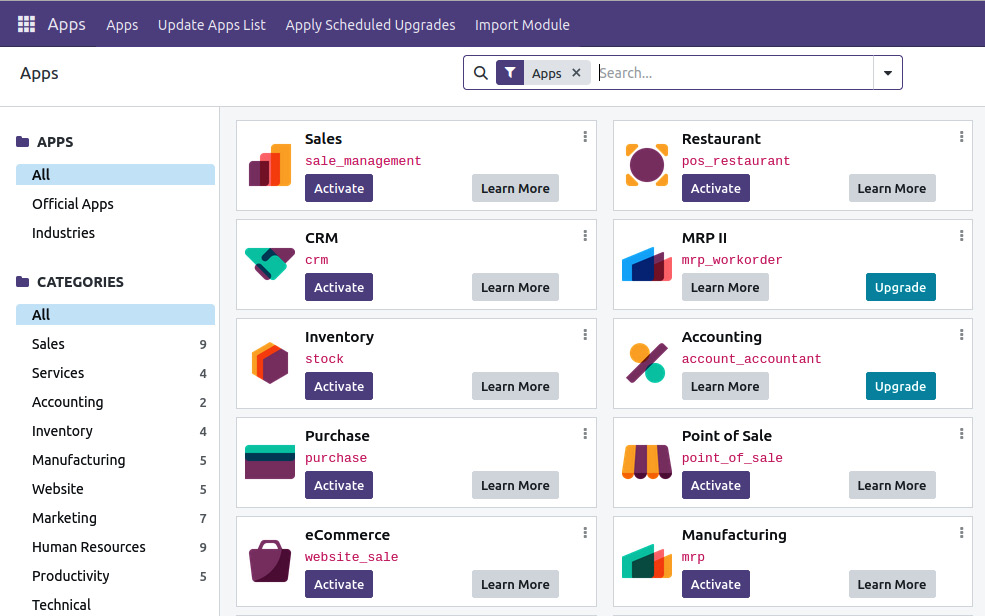 Apps Apps Update Apps List Apply Scheduled Upgrades Import Module
Apps Apps × Search...
APPS
All
Official Apps
Industries
CATEGORIES
All
Sales 9
Services 4
Accounting 2
Inventory 4
Manufacturing 5
Website 5
Marketing 7
Human Resources 9
Productivity 5
Technical
Sales
sale_management
Activate Learn More
Restaurant
pos_restaurant
Activate Learn More
CRM
crm
Activate Learn More
MRP II
mrp_workorder
Learn More Upgrade
Inventory
stock
Activate Learn More
Accounting
account_accountant
Learn More Upgrade
Purchase
purchase
Activate Learn More
Point of Sale
point_of_sale
Activate Learn More
eCommerce
website_sale
Activate Learn More
Manufacturing
mrp
Activate Learn More